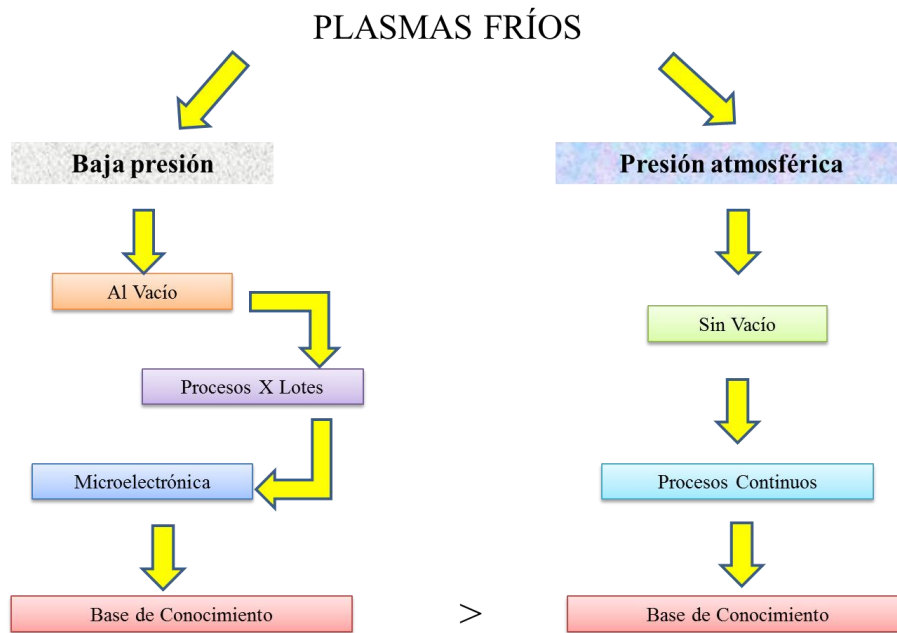 PLASMAS FRÍOS
Baja presión
Presión atmosférica
Al Vacío
Sin Vacío
Procesos X Lotes
Microelectrónica
Procesos Continuos
Base de Conocimiento
>
Base de Conocimiento